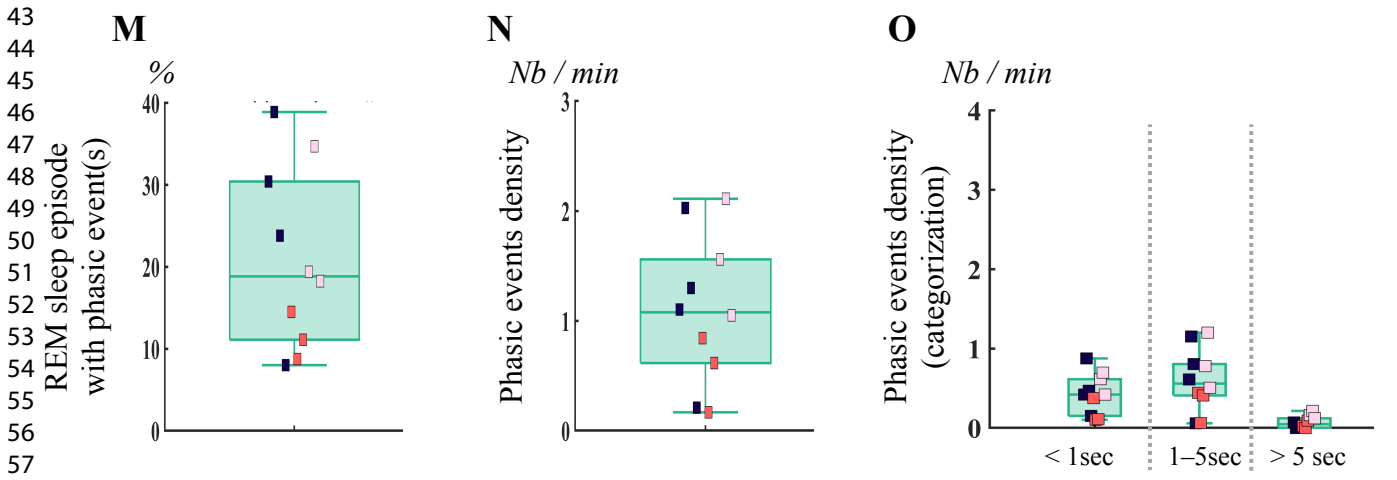 43
44
45
46
47
48
49
50
51
52
53
54
55
56
57
M
%
REM sleep episode
with phasic event(s)
40
30
20
10
0
N
Nb / min
Phasic events density
3
2
1
0
O
Nb / min
Phasic events density
(categorization)
4
3
2
1
0
< 1sec
1–5sec
> 5 sec